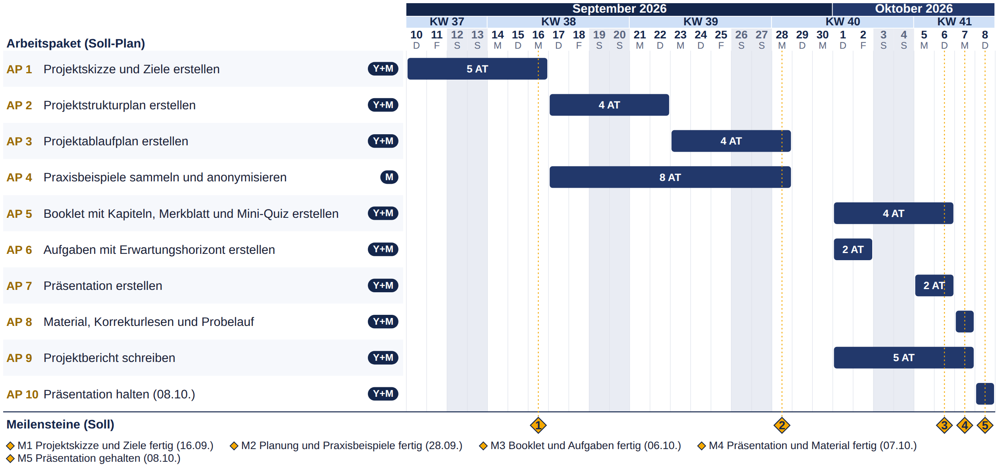 September 2026 Oktober 2026
KW 37 KW 38 KW 39 KW 40 KW 41
10 11 12 13 14 15 16 17 18 19 20 21 22 23 24 25 26 27 28 29 30 1 2 3 4 5 6 7 8
Arbeitspaket (Soll-Plan) D F S S M D M D F S S M D M D F S S M D M D F S S M D M D
AP 1 Projektskizze und Ziele erstellen Y+M 5 AT
AP 2 Projektstrukturplan erstellen Y+M 4 AT
AP 3 Projektablaufplan erstellen Y+M 4 AT
AP 4 Praxisbeispiele sammeln und anonymisieren M 8 AT
AP 5 Booklet mit Kapiteln, Merkblatt und Mini-Quiz erstellen Y+M 4 AT
AP 6 Aufgaben mit Erwartungshorizont erstellen Y+M 2 AT
AP 7 Präsentation erstellen Y+M 2 AT
AP 8 Material, Korrekturlesen und Probelauf Y+M
AP 9 Projektbericht schreiben Y+M 5 AT
AP 10 Präsentation halten (08.10.) Y+M
Meilensteine (Soll) 1 2 3 4 5
M1 Projektskizze und Ziele fertig (16.09.) M2 Planung und Praxisbeispiele fertig (28.09.) M3 Booklet und Aufgaben fertig (06.10.) M4 Präsentation und Material fertig (07.10.)
M5 Präsentation gehalten (08.10.)